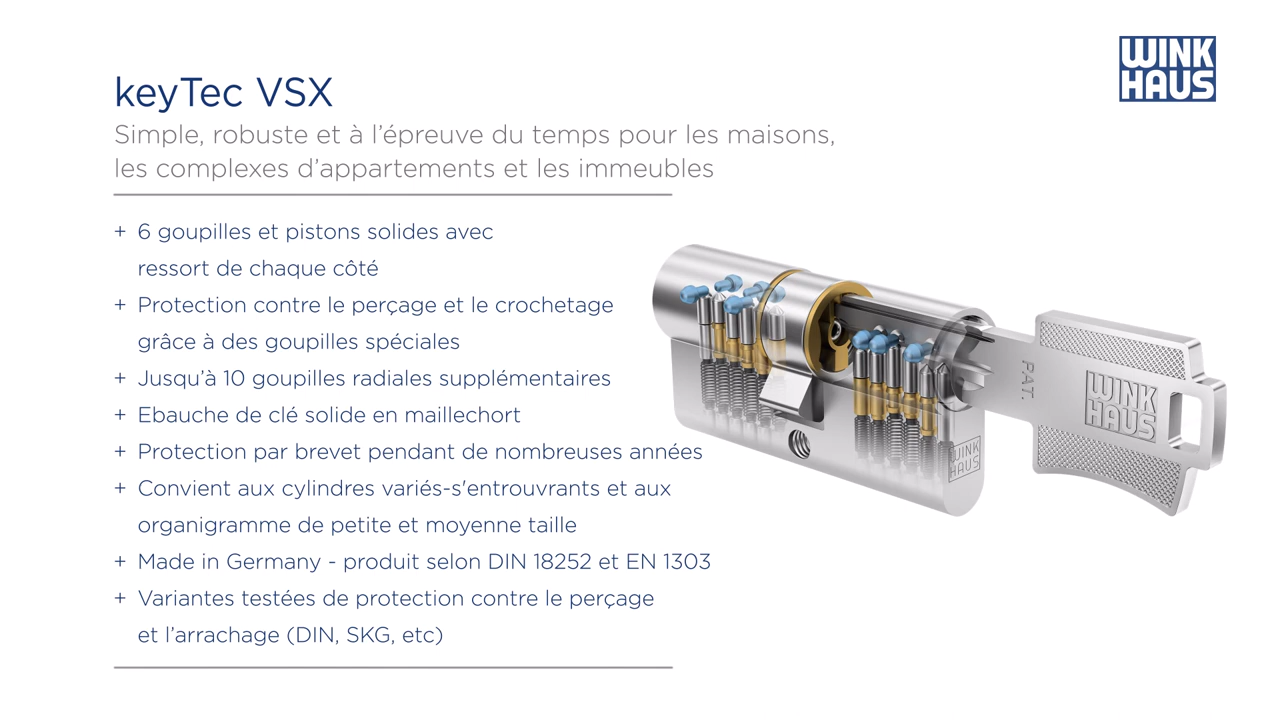 WINK
HAUS
keyTec VSX
Simple, robuste et à l’épreuve du temps pour les maisons,
les complexes d’appartements et les immeubles
+ 6 goupilles et pistons solides avec
ressort de chaque côté
+ Protection contre le perçage et le crochetage
grâce à des goupilles spéciales
+ Jusqu’à 10 goupilles radiales supplémentaires
+ Ebauche de clé solide en maillechort
+ Protection par brevet pendant de nombreuses années
+ Convient aux cylindres variés-s'entrouvrants et aux
organigramme de petite et moyenne taille
+ Made in Germany - produit selon DIN 18252 et EN 1303
+ Variantes testées de protection contre le perçage
et l’arrachage (DIN, SKG, etc)
PAT.
WINK
HAUS
WINK
HAUS